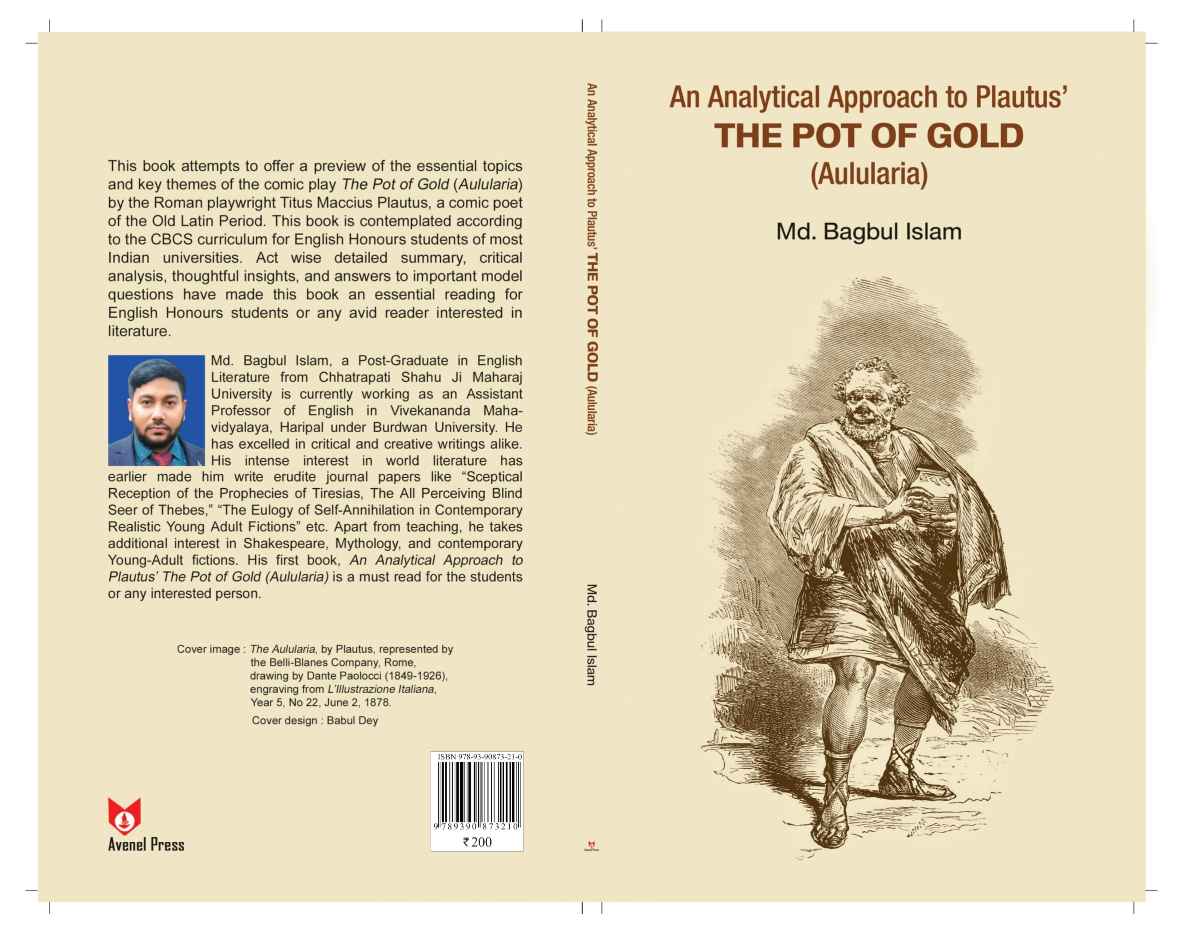 This book attempts to offer a preview of the essential topics
and key themes of the comic play The Pot of Gold (Aulularia)
by the Roman playwright Titus Maccius Plautus, a comic poet
of the Old Latin Period. This book is contemplated according
to the CBCS curriculum for English Honours students of most
Indian universities. Act wise detailed summary, critical
analysis, thoughtful insights, and answers to important model
questions have made this book an essential reading for
English Honours students or any avid reader interested in
literature.
Md. Bagbul Islam, a Post-Graduate in English
Literature from Chhatrapati Shahu Ji Maharaj
University is currently working as an Assistant
Professor of English in Vivekananda Maha-
vidyalaya, Haripal under Burdwan University. He
has excelled in critical and creative writings alike.
His intense interest in world literature has
earlier made him write erudite journal papers like “Sceptical
Reception of the Prophecies of Tiresias, The All Perceiving Blind
Seer of Thebes,” “The Eulogy of Self-Annihilation in Contemporary
Realistic Young Adult Fictions” etc. Apart from teaching, he takes
additional interest in Shakespeare, Mythology, and contemporary
Young-Adult fictions. His first book, An Analytical Approach to
Plautus’ The Pot of Gold (Aulularia) is a must read for the students
or any interested person.
Cover image : The Aulularia, by Plautus, represented by
the Belli-Blanes Company, Rome,
drawing by Dante Paolocci (1849-1926),
engraving from L’Illustrazione Italiana,
Year 5, No 22, June 2, 1878.
Cover design : Babul Dey
Avenel Press
ISBN 978-93-90873-21-0
9 789390 873210
₹ 200
An Analytical Approach to Plautus’ THE POT OF GOLD (Aulularia)
Md. Bagbul Islam
An Analytical Approach to Plautus’
THE POT OF GOLD
(Aulularia)
Md. Bagbul Islam